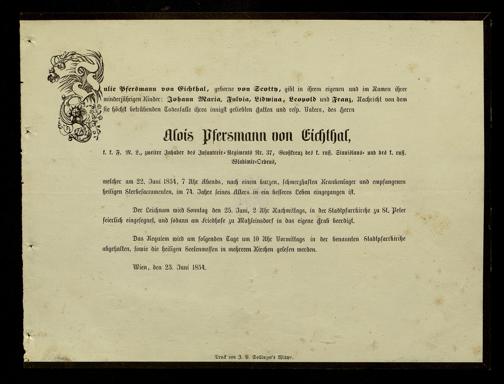 Julie Pfersmann von Eichthal, geborne von Scotty, gibt in ihrem eigenen und im Namen ihrer
minderjährigen Kinder: Johann Maria, Fulvia, Lidwina, Leopold und Franz, Nachricht von dem
sie höchst betrübenden Todesfalle ihres innigst geliebten Gatten und resp. Vaters, des Herrn
Alois Pfersmann von Eichthal,
k. k. F. M. L., zweiter Inhaber des Infanterie-Regiments Nr. 37, Großkreuz des k. russ. Stanislaus- und des k. russ.
Wladimir-Ordens,
welcher am 22. Juni 1854, 7 Uhr Abends, nach einem kurzen, schmerzhaften Krankenlager und empfangenen
heiligen Sterbesacramenten, im 74. Jahre seines Alters in ein besseres Leben eingegangen ist.
Der Leichnam wird Sonntag den 25. Juni, 2 Uhr Nachmittags, in der Stadtpfarrkirche zu St. Peter
feierlich eingesegnet, und sodann am Friedhofe zu Matzleinsdorf in das eigene Grab beerdigt.
Das Requiem wird am folgenden Tage um 10 Uhr Vormittags in der benannten Stadtpfarrkirche
abgehalten, sowie die heiligen Seelenmessen in mehreren Kirchen gelesen werden.
Wien, den 23. Juni 1854.
Druck von J. P. Sollinger's Witwe.